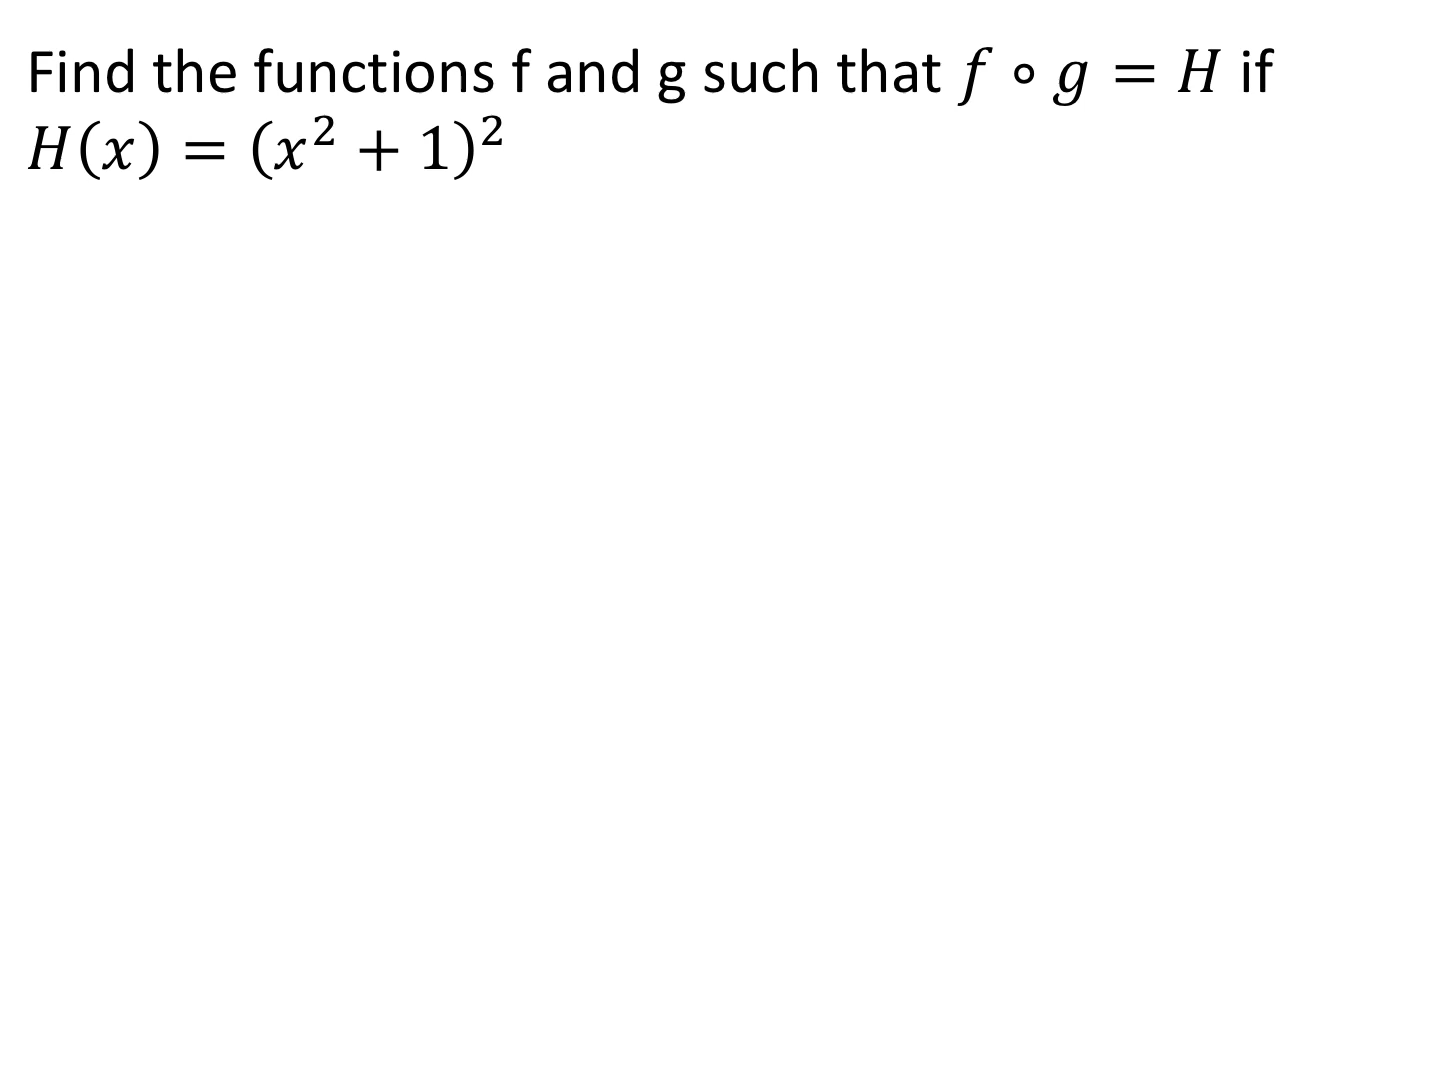 Find the functions f and g such that 𝑓 ∘ 𝑔 = 𝐻 if
𝐻(𝑥) = (𝑥² + 1)²